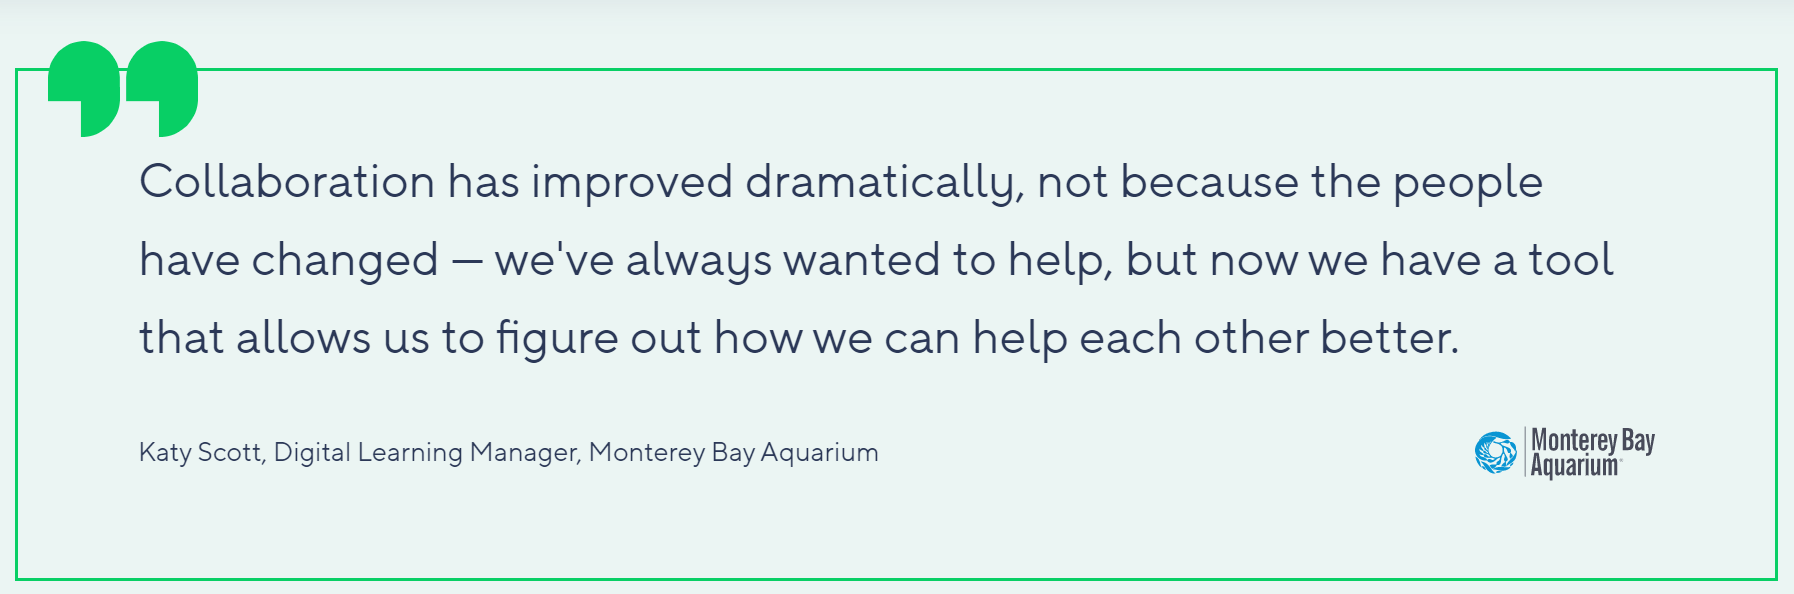 Collaboration has improved dramatically, not because the people
have changed — we've always wanted to help, but now we have a tool
that allows us to figure out how we can help each other better.
Katy Scott, Digital Learning Manager, Monterey Bay Aquarium
Monterey Bay
Aquarium